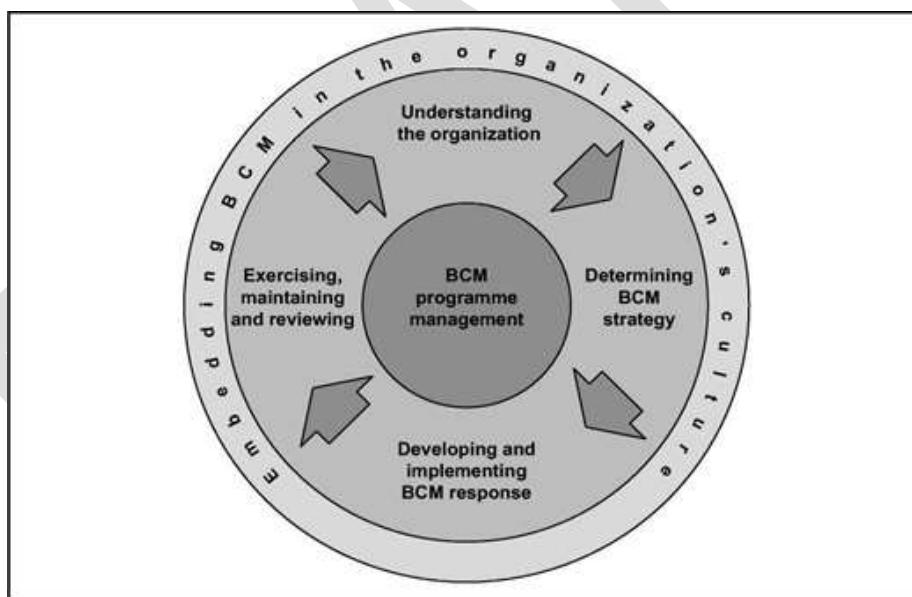 Embedding BCM in the organization's culture
Understanding
the organization
Exercising,
maintaining
and reviewing
BCM
programme
management
Determining
BCM
strategy
Developing and
implementing
BCM response